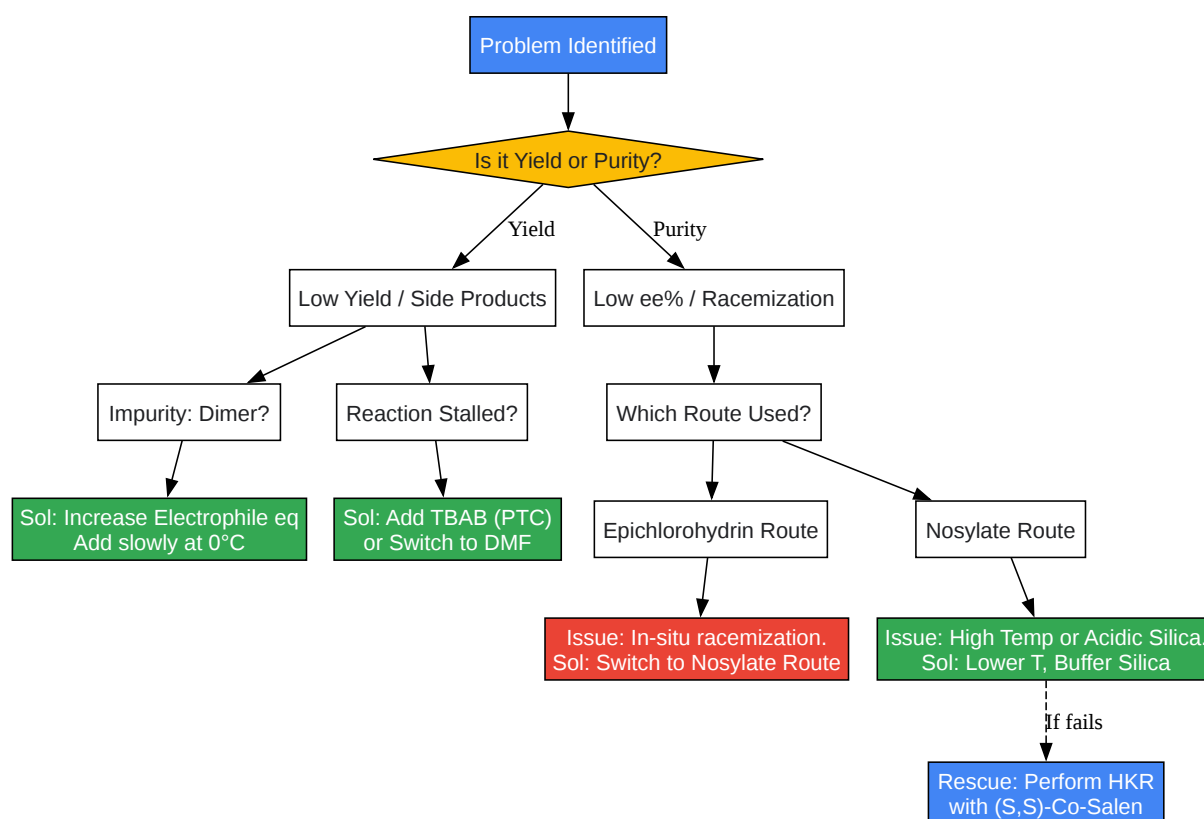 Problem Identified
Is it Yield or Purity?
Yield
Purity
Low Yield / Side Products
Low ee% / Racemization
Impurity: Dimer?
Reaction Stalled?
Which Route Used?
Sol: Increase Electrophile eq
Add slowly at 0°C
Sol: Add TBAB (PTC)
or Switch to DMF
Epichlorohydrin Route
Nosylate Route
Issue: In-situ racemization.
Sol: Switch to Nosylate Route
Issue: High Temp or Acidic Silica.
Sol: Lower T, Buffer Silica
If fails
Rescue: Perform HKR
with (S,S)-Co-Salen